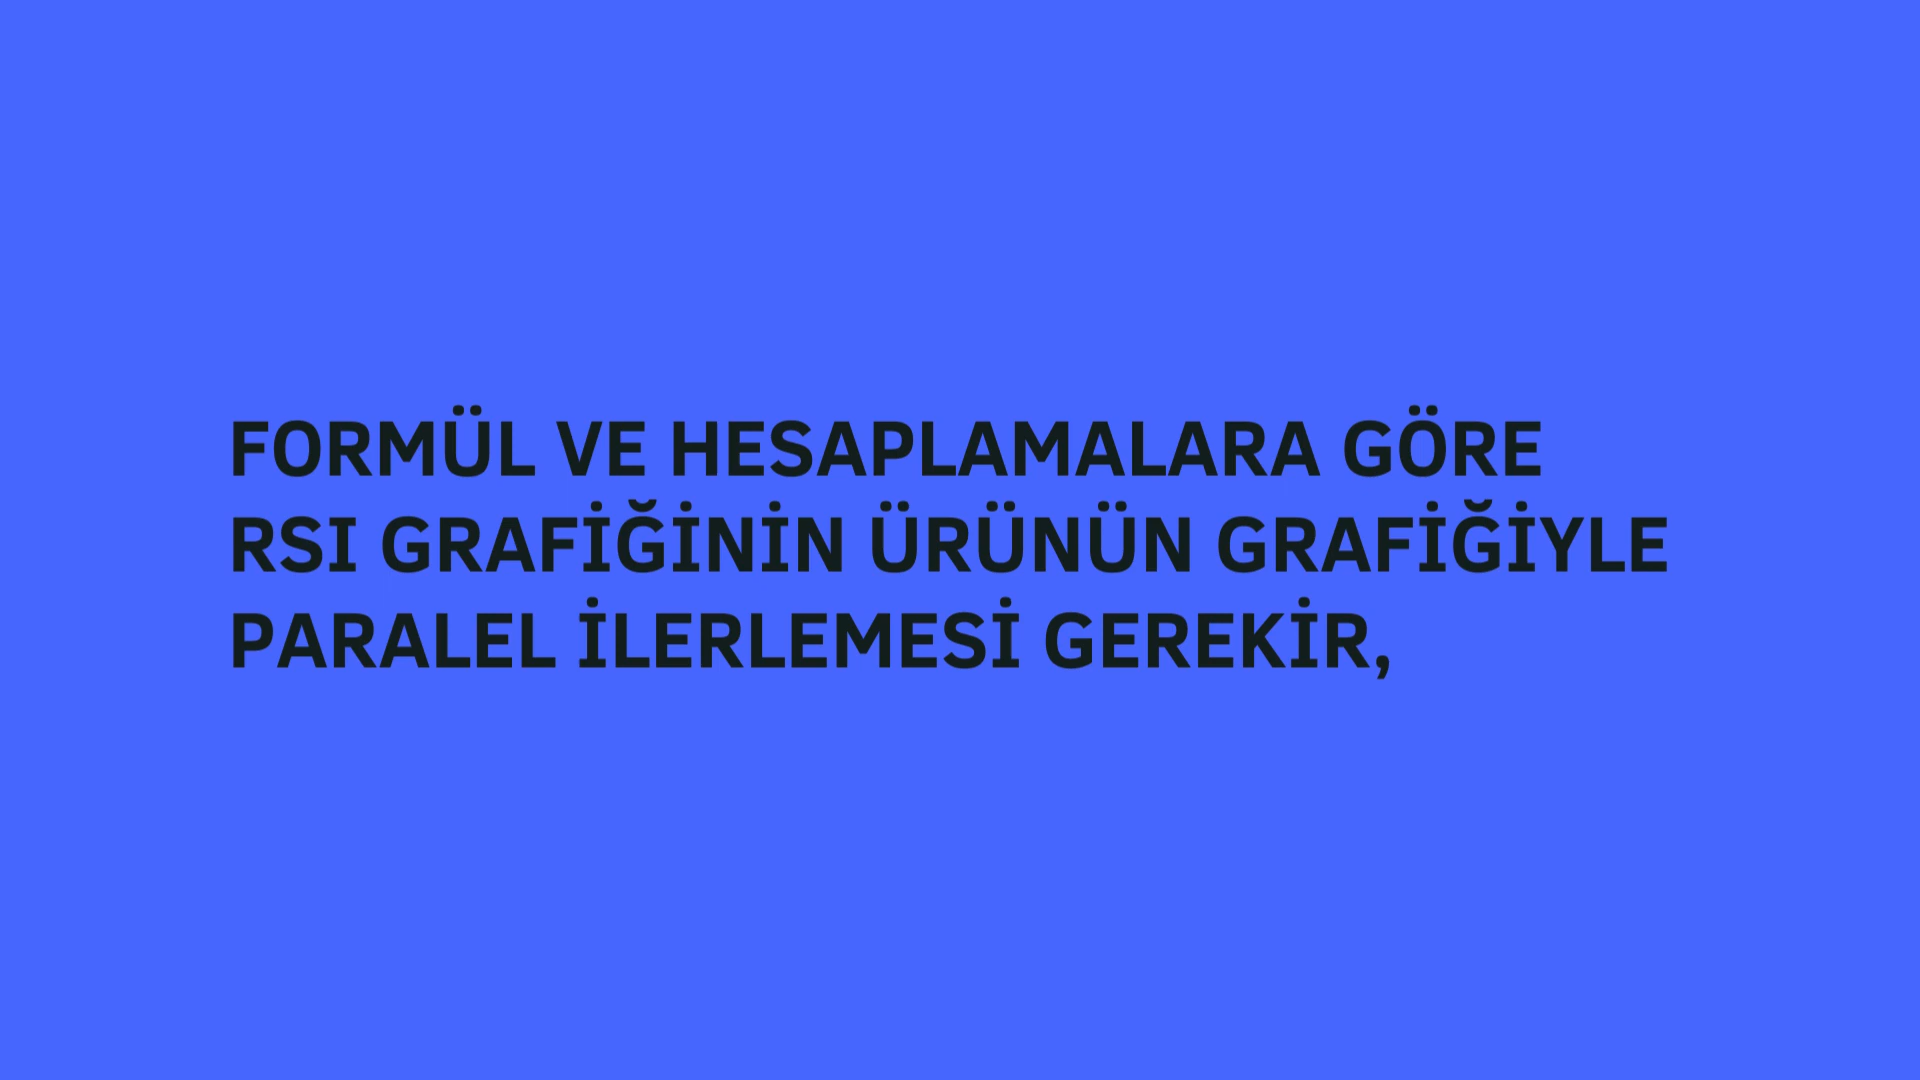 FORMÜL VE HESAPLAMALARA GÖRE
RSI GRAFİĞİNİN ÜRÜNÜN GRAFİĞİYLE
PARALEL İLERLEMESİ GEREKİR,